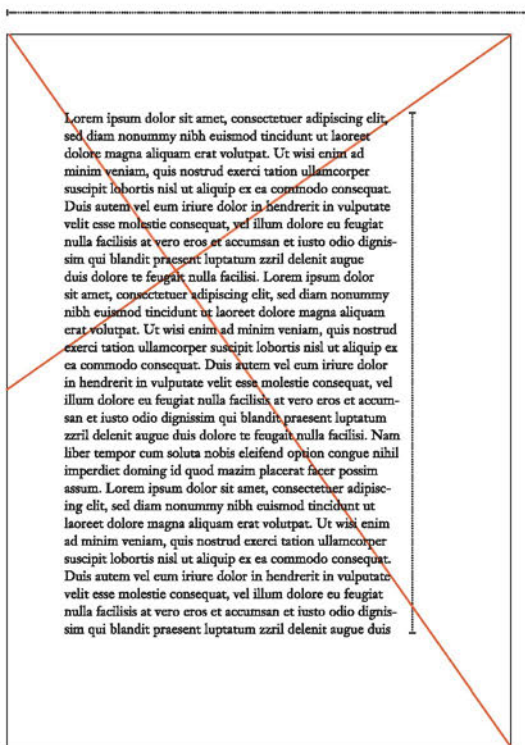 Lorem ipsum dolor sit amet, consectetuer adipiscing elit,
sed diam nonummy nibh euismod tincidunt ut laoreet
dolore magna aliquam erat volutpat. Ut wisi enim ad
minim veniam, quis nostrud exerci tation ullamcorper
suscipit lobortis nisl ut aliquip ex ea commodo consequat.
Duis autem vel eum iriure dolor in hendrerit in vulputate
velit esse molestie consequat, vel illum dolore eu feugiat
nulla facilisis at vero eros et accumsan et iusto odio dignis-
sim qui blandit praesent luptatum zzril delenit augue
duis dolore te feugait nulla facilisi. Lorem ipsum dolor
sit amet, consectetuer adipiscing elit, sed diam nonummy
nibh euismod tincidunt ut laoreet dolore magna aliquam
erat volutpat. Ut wisi enim ad minim veniam, quis nostrud
exerci tation ullamcorper suscipit lobortis nisl ut aliquip ex
ea commodo consequat. Duis autem vel eum iriure dolor
in hendrerit in vulputate velit esse molestie consequat, vel
illum dolore eu feugiat nulla facilisis at vero eros et accum-
san et iusto odio dignissim qui blandit praesent luptatum
zzril delenit augue duis dolore te feugait nulla facilisi. Nam
liber tempor cum soluta nobis eleifend option congue nihil
imperdiet doming id quod mazim placerat facer possim
assum. Lorem ipsum dolor sit amet, consectetuer adipisc-
ing elit, sed diam nonummy nibh euismod tincidunt ut
laoreet dolore magna aliquam erat volutpat. Ut wisi enim
ad minim veniam, quis nostrud exerci tation ullamcorper
suscipit lobortis nisl ut aliquip ex ea commodo consequat.
Duis autem vel eum iriure dolor in hendrerit in vulputate
velit esse molestie consequat, vel illum dolore eu feugiat
nulla facilisis at vero eros et accumsan et iusto odio dignis-
sim qui blandit praesent luptatum zzril delenit augue duis